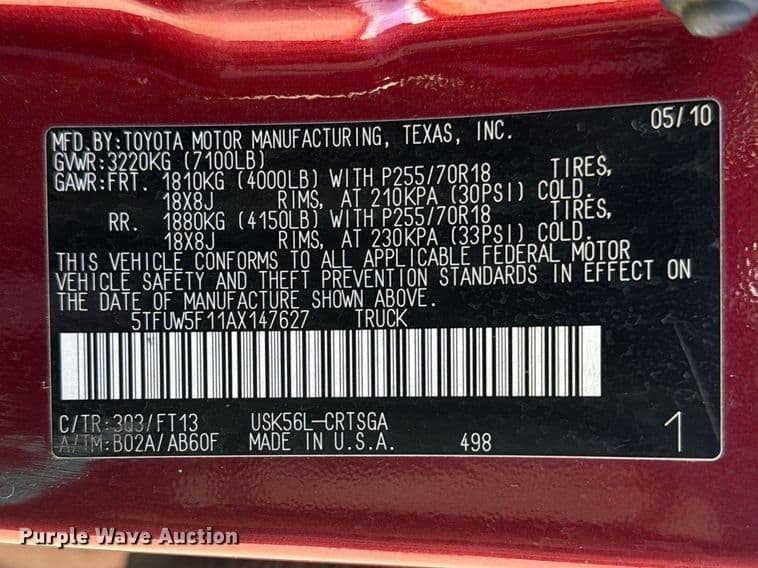 05/10
MFD.BY:TOYOTA MOTOR MANUFACTURING, TEXAS, INC.
GVWR:3220KG (7100LB)
GAWR:FRT. 1810KG (4000LB) WITH P255/70R18 TIRES,
18X8J RIMS, AT 210KPA (30PSI) COLD.
RR. 1880KG (4150LB) WITH P255/70R18 TIRES,
18X8J RIMS, AT 230KPA (33PSI) COLD.
THIS VEHICLE CONFORMS TO ALL APPLICABLE FEDERAL MOTOR
VEHICLE SAFETY AND THEFT PREVENTION STANDARDS IN EFFECT ON
THE DATE OF MANUFACTURE SHOWN ABOVE.
5TFUW5F11AX147627 TRUCK
C/TR:3Q3/FT13 USK56L-CRTSGA
A/TM:B02A/AB60F MADE IN U.S.A. 498 1
Purple Wave Auction